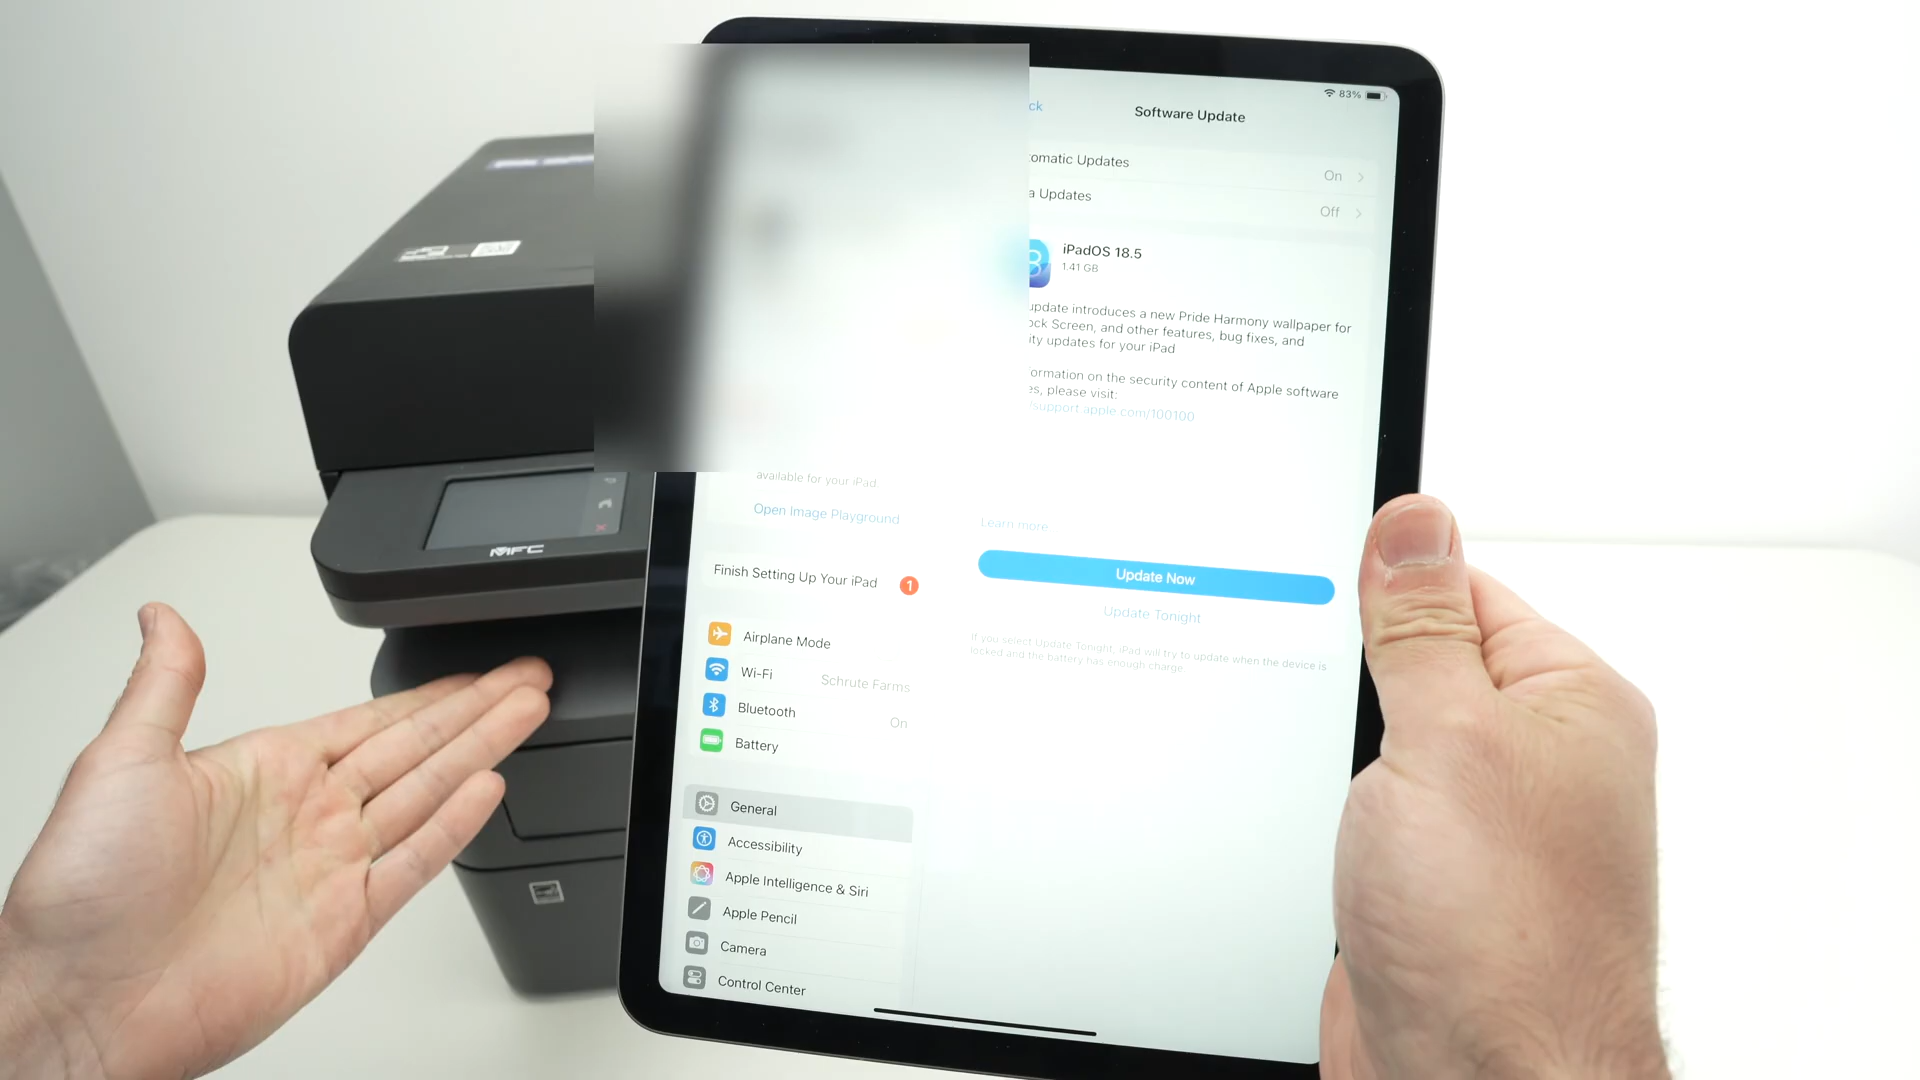 83%
Software Update
omatic Updates
On
a Updates
Off
iPadOS 18.5
1.41 GB
update introduces a new Pride Harmony wallpaper for
ock Screen, and other features, bug fixes, and
ity updates for your iPad
ormation on the security content of Apple software
es, please visit:
/support.apple.com/100100
Learn more
Update Now
Update Tonight
If you select Update Tonight, iPad will try to update when the device is
locked and the battery has enough charge.
available for your iPad.
Open Image Playground
Finish Setting Up Your iPad 1
Airplane Mode
Wi-Fi Schrute Farms
Bluetooth On
Battery
General
Accessibility
Apple Intelligence & Siri
Apple Pencil
Camera
Control Center
MFC